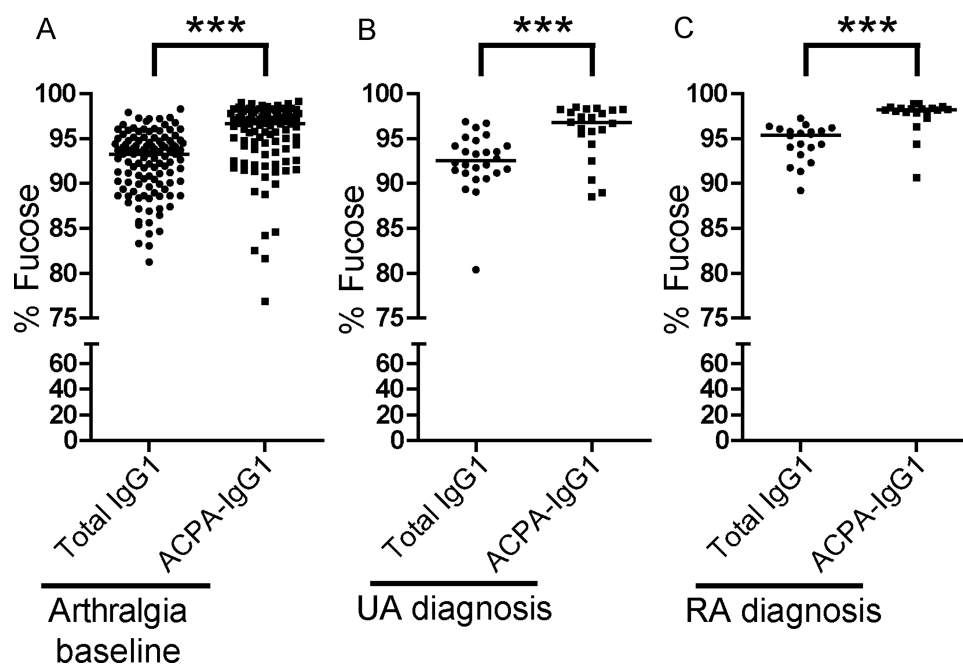 A
***
% Fucose
100
95
90
85
80
75
60
40
20
0
Total IgG1
ACPA-IgG1
Arthralgia
baseline
B
***
% Fucose
100
95
90
85
80
75
60
40
20
0
Total IgG1
ACPA-IgG1
UA diagnosis
C
***
% Fucose
100
95
90
85
80
75
60
40
20
0
Total IgG1
ACPA-IgG1
RA diagnosis